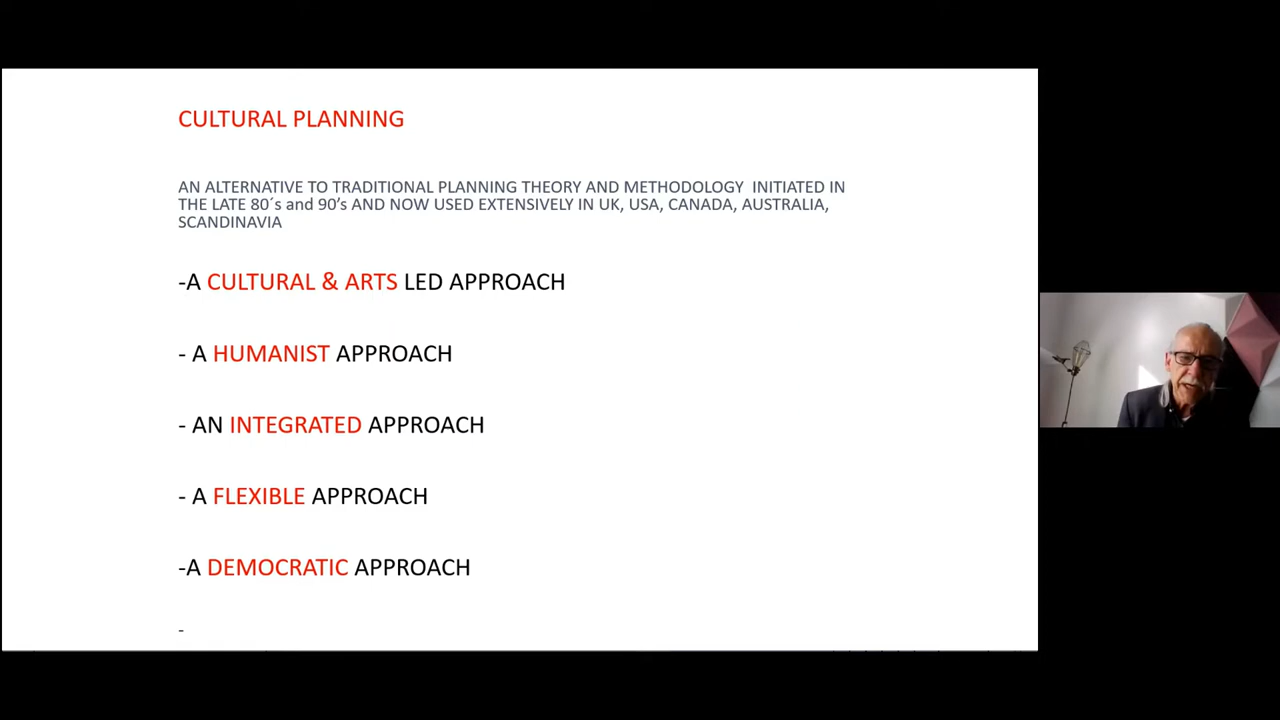 CULTURAL PLANNING
AN ALTERNATIVE TO TRADITIONAL PLANNING THEORY AND METHODOLOGY  INITIATED IN
THE LATE 80´s and 90’s AND NOW USED EXTENSIVELY IN UK, USA, CANADA, AUSTRALIA,
SCANDINAVIA
-A CULTURAL & ARTS LED APPROACH
- A HUMANIST APPROACH
- AN INTEGRATED APPROACH
- A FLEXIBLE APPROACH
-A DEMOCRATIC APPROACH
-